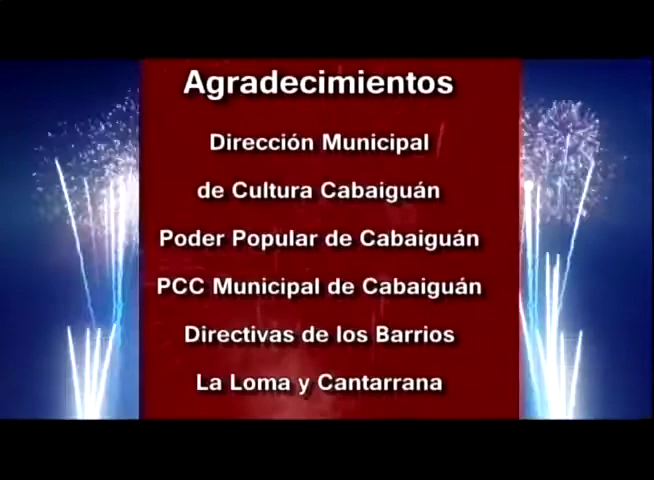 Agradecimientos
Dirección Municipal
de Cultura Cabaiguán
Poder Popular de Cabaiguán
PCC Municipal de Cabaiguán
Directivas de los Barrios
La Loma y Cantarrana